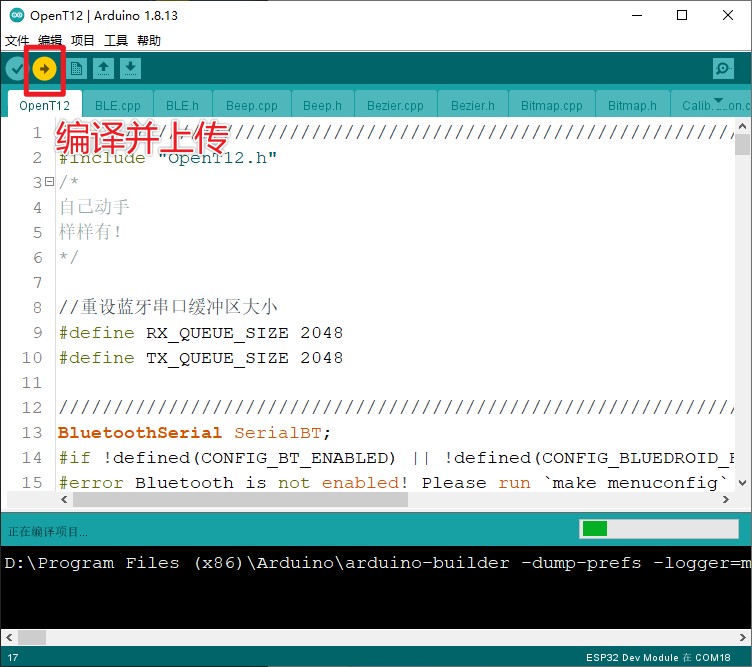 OpenT12 | Arduino 1.8.13
文件 编辑 项目 工具 帮助
OpenT12 BLE.cpp BLE.h Beep.cpp Beep.h Bezier.cpp Bezier.h Bitmap.cpp Bitmap.h
编译并上传
1 ////////////////////////////////////////////////////////////
2 #include "OpenT12.h"
3 /*
4 自己动手
5 样样有!
6 */
7
8 //重设蓝牙串口缓冲区大小
9 #define RX_QUEUE_SIZE 2048
10 #define TX_QUEUE_SIZE 2048
11
12 ////////////////////////////////////////////////////////////
13 BluetoothSerial SerialBT;
14 #if !defined(CONFIG_BT_ENABLED) || !defined(CONFIG_BLUEDROID_
15 #error Bluetooth is not enabled! Please run `make menuconfig`
正在编译项目...
D:\Program Files (x86)\Arduino\arduino-builder -dump-prefs -logger=m
17 ESP32 Dev Module 在 COM18